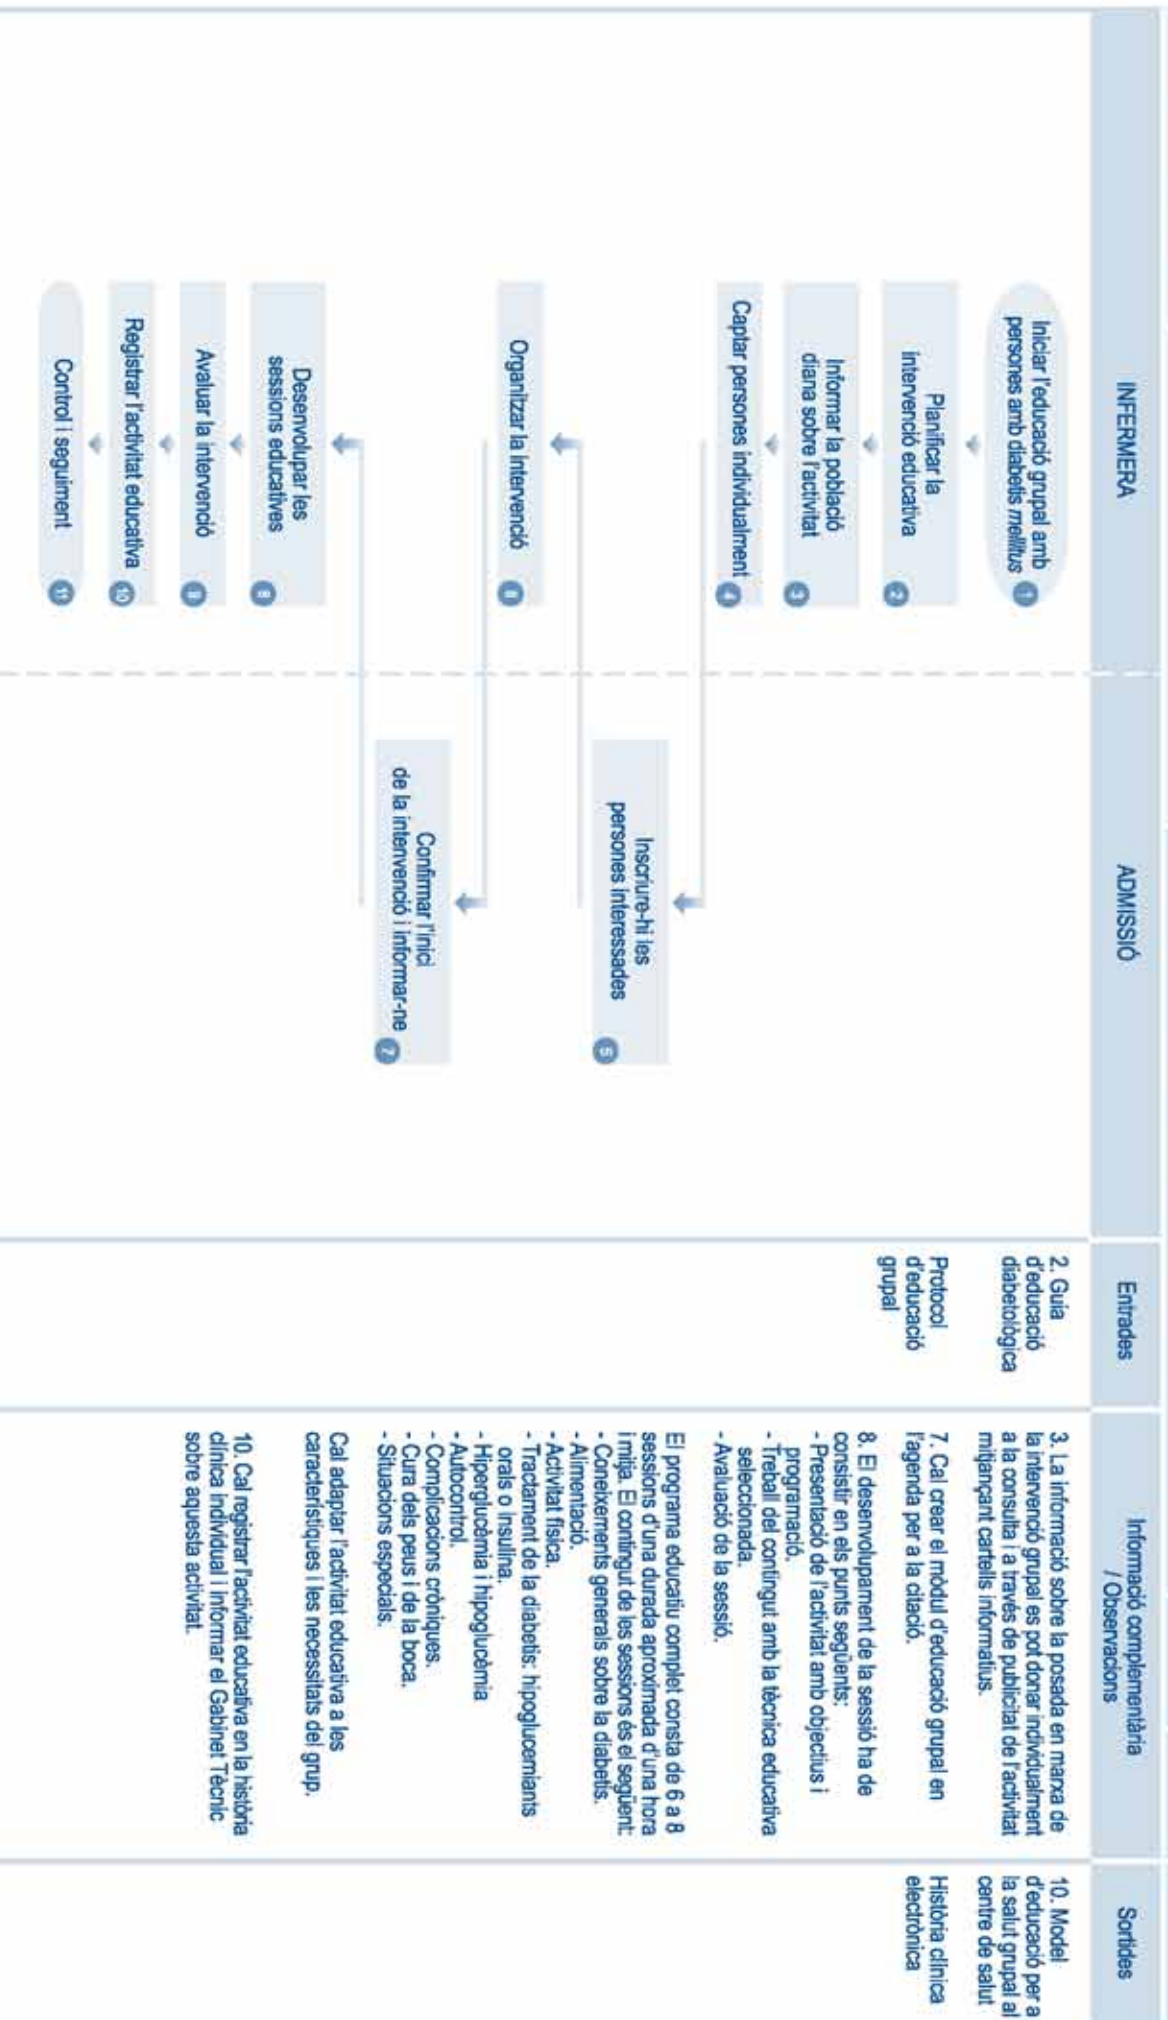 INFERMERA
ADMISSIÓ
Entrades
Informació complementària
/ Observacions
Sortides
Iniciar l'educació grupal amb
persones amb diabetis mellitus
1
Planificar la
intervenció educativa
2
Informar la població
diana sobre l'activitat
3
Captar persones individualment
4
Inscriure-hi les
persones interessades
5
Organitzar la intervenció
6
Confirmar l'inici
de la intervenció i informar-ne
7
Desenvolupar les
sessions educatives
8
Avaluar la intervenció
9
Registrar l'activitat educativa
10
Control i seguiment
11
2. Guia
d'educació
diabetològica
Protocol
d'educació
grupal
3. La informació sobre la posada en marxa de
la intervenció grupal es pot donar individualment
a la consulta i a través de publicitat de l'activitat
mitjançant cartells informatius.
7. Cal crear el mòdul d'educació grupal en
l'agenda per a la citació.
8. El desenvolupament de la sessió ha de
consistir en els punts següents:
- Presentació de l'activitat amb objectius i
programació.
- Treball del contingut amb la tècnica educativa
seleccionada.
- Avaluació de la sessió.
El programa educatiu complet consta de 6 a 8
sessions d'una durada aproximada d'una hora
i mitja. El contingut de les sessions és el següent:
- Coneixements generals sobre la diabetis.
- Alimentació.
- Activitat física.
- Tractament de la diabetis: hipoglucemiants
orals o insulina.
- Hiperglucèmia i hipoglucèmia
- Autocontrol.
- Complicacions cròniques.
- Cura dels peus i de la boca.
- Situacions especials.
Cal adaptar l'activitat educativa a les
característiques i les necessitats del grup.
10. Cal registrar l'activitat educativa en la història
clínica individual i informar el Gabinet Tècnic
sobre aquesta activitat.
10. Model
d'educació per a
la salut grupal al
centre de salut
Història clínica
electrònica